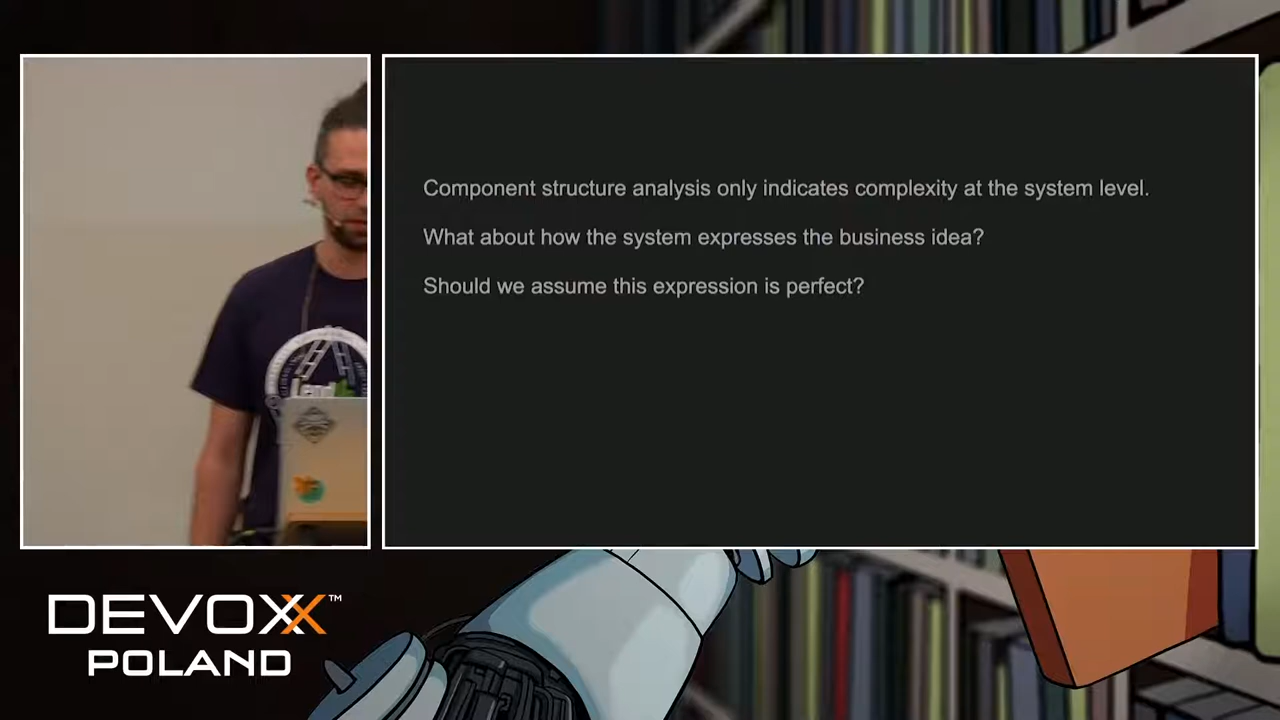 Component structure analysis only indicates complexity at the system level.
What about how the system expresses the business idea?
Should we assume this expression is perfect?
DEVOXX™
POLAND